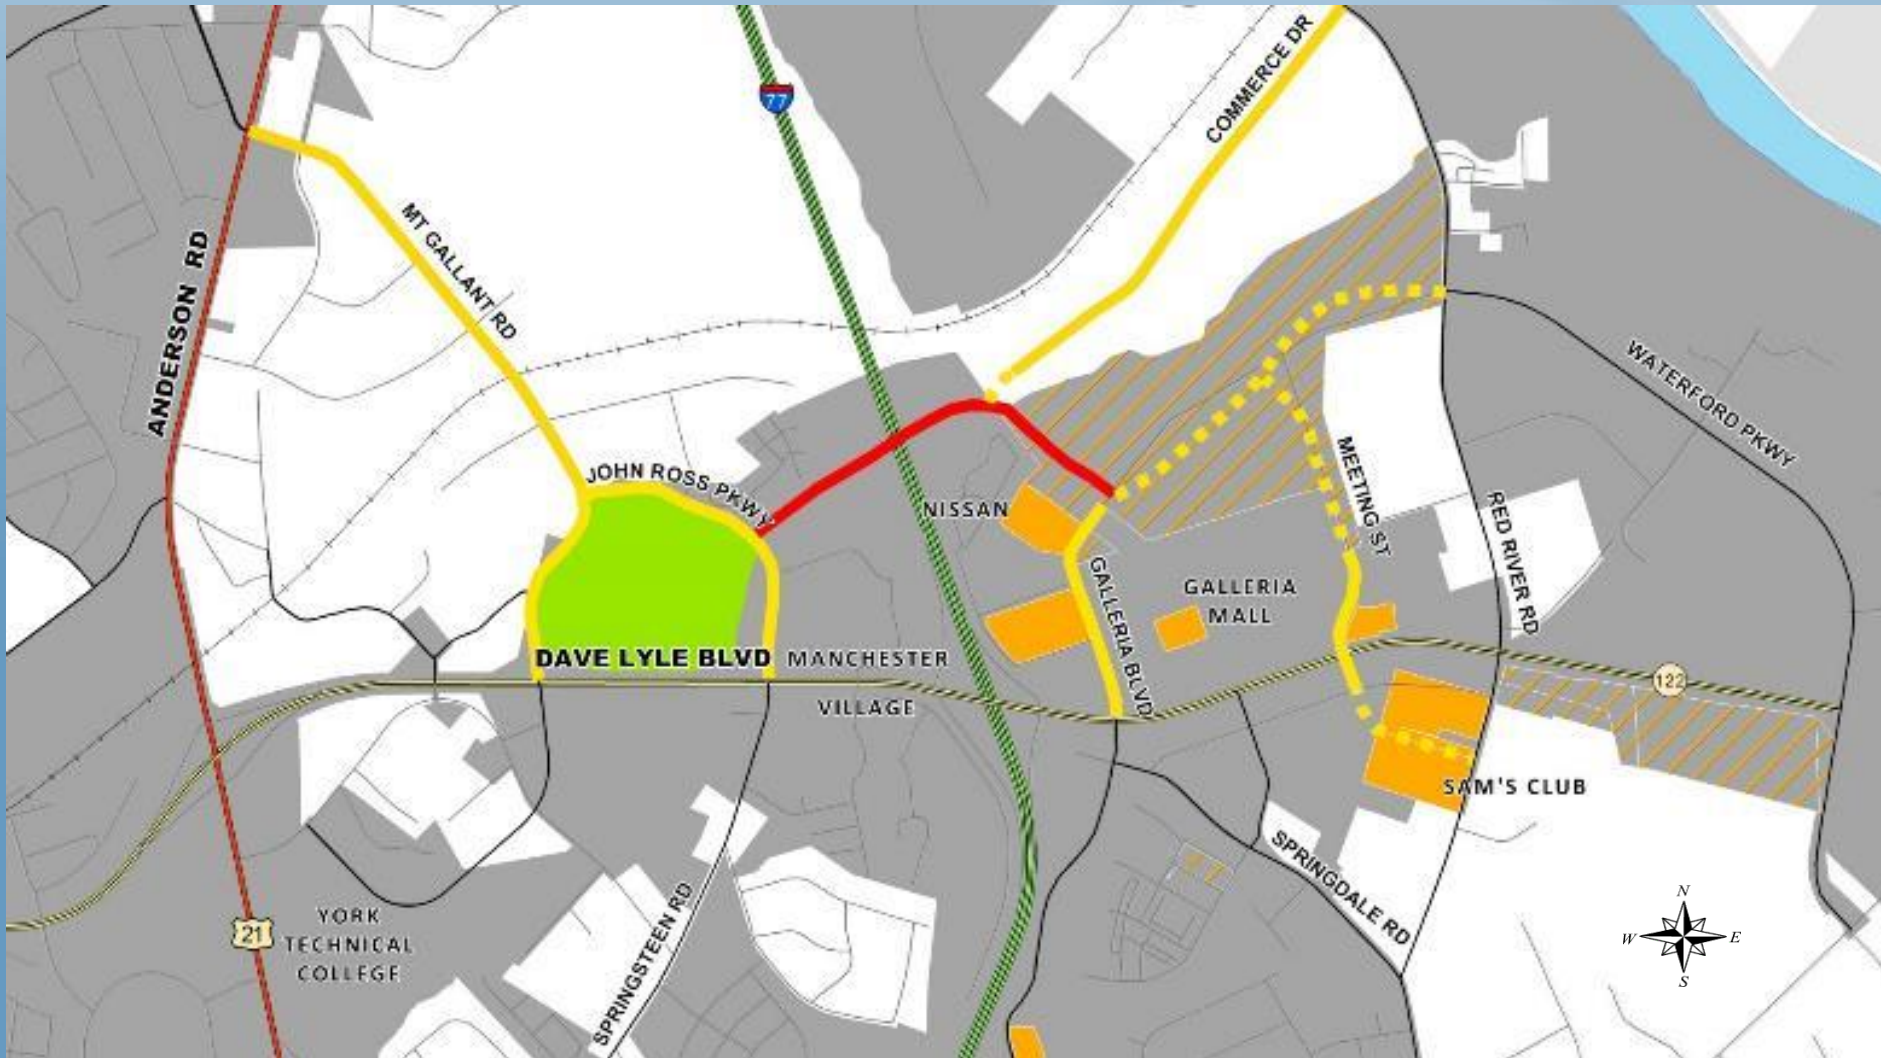 77
COMMERCE DR
MT GALLANT RD
ANDERSON RD
WATERFORD PKWY
JOHN ROSS PKWY
MEETING ST
NISSAN
RED RIVER RD
GALLERIA BLVD
GALLERIA
MALL
DAVE LYLE BLVD
MANCHESTER
VILLAGE
122
SAM'S CLUB
SPRINGDALE RD
SPRINGSTEEN RD
21
YORK
TECHNICAL
COLLEGE
N
W
E
S